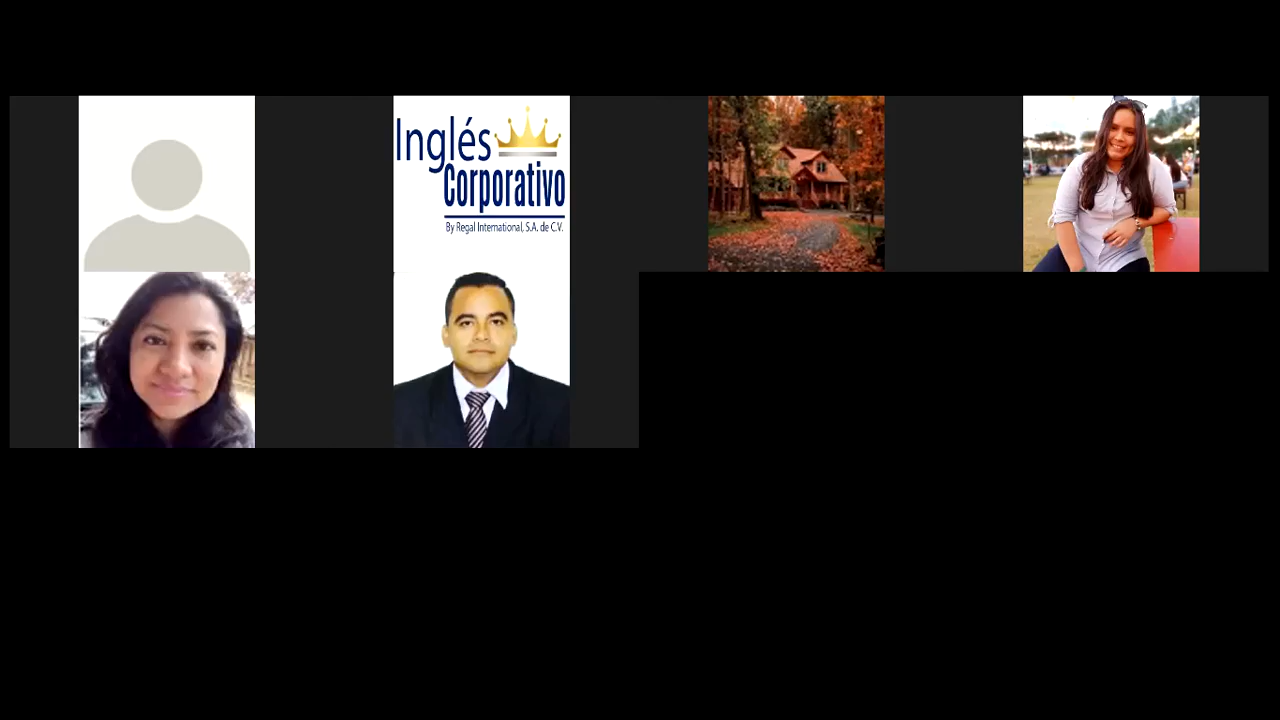 Inglés
Corporativo
By Regal International, S.A. de C.V.